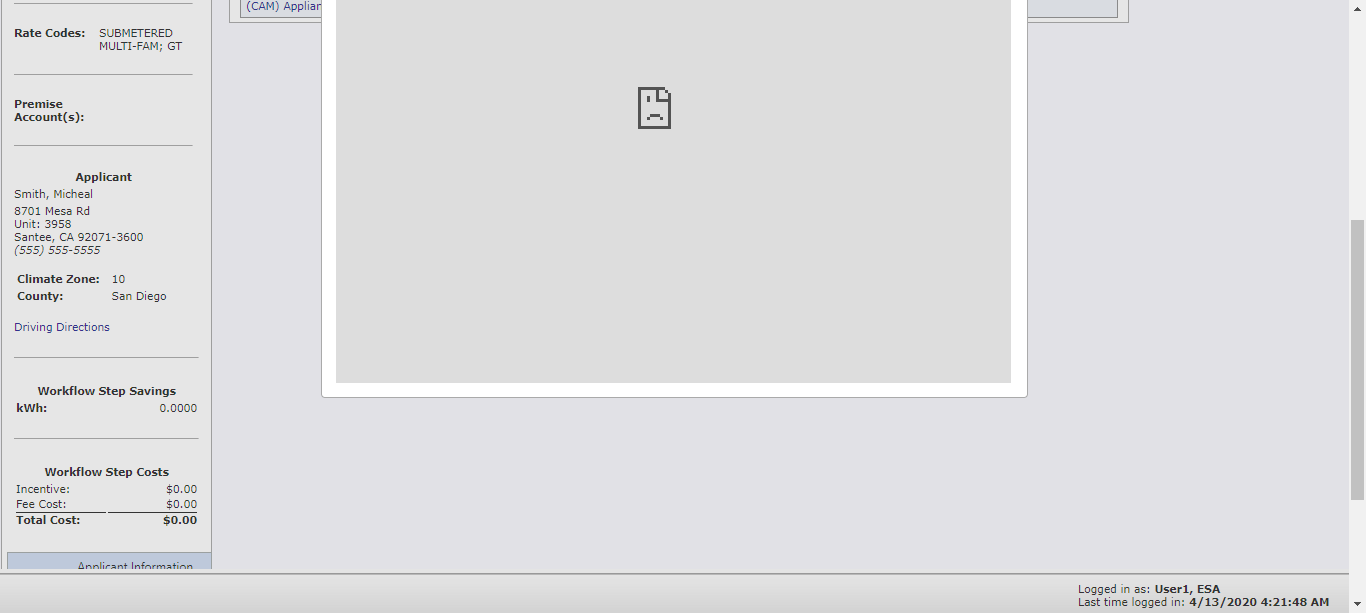 (CAM) Applian
Rate Codes: SUBMETERED
MULTI-FAM; GT
Premise
Account(s):
Applicant
Smith, Micheal
8701 Mesa Rd
Unit: 3958
Santee, CA 92071-3600
(555) 555-5555
Climate Zone: 10
County: San Diego
Driving Directions
Workflow Step Savings
kWh: 0.0000
Workflow Step Costs
Incentive: $0.00
Fee Cost: $0.00
Total Cost: $0.00
Applicant Information
Logged in as: User1, ESA
Last time logged in: 4/13/2020 4:21:48 AM